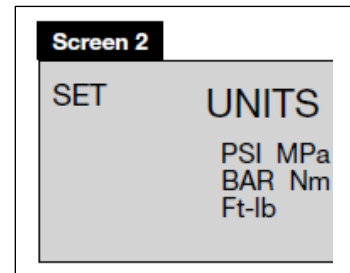 Screen 2
SET
UNITS
PSI MPa
BAR Nm
Ft-lb